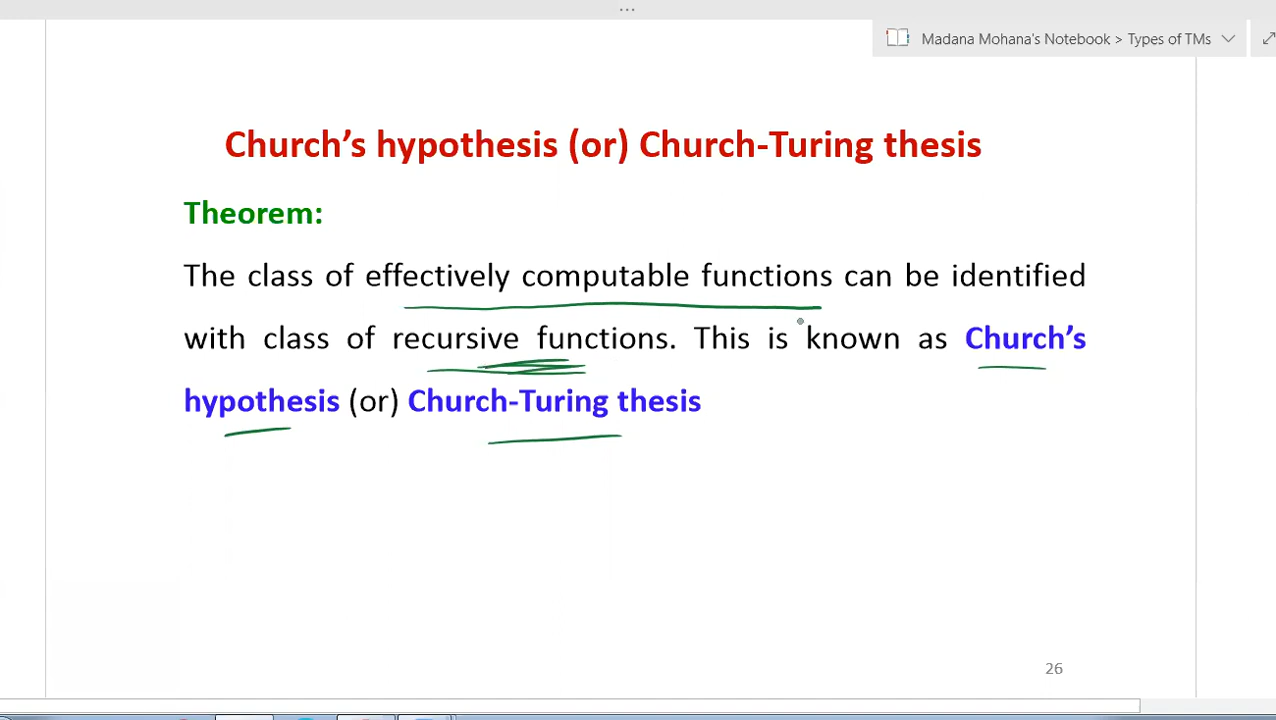 ...
Madana Mohana's Notebook > Types of TMs
Church’s hypothesis (or) Church-Turing thesis
Theorem:
The class of effectively computable functions can be identified
with class of recursive functions. This is known as Church’s
hypothesis (or) Church-Turing thesis
26